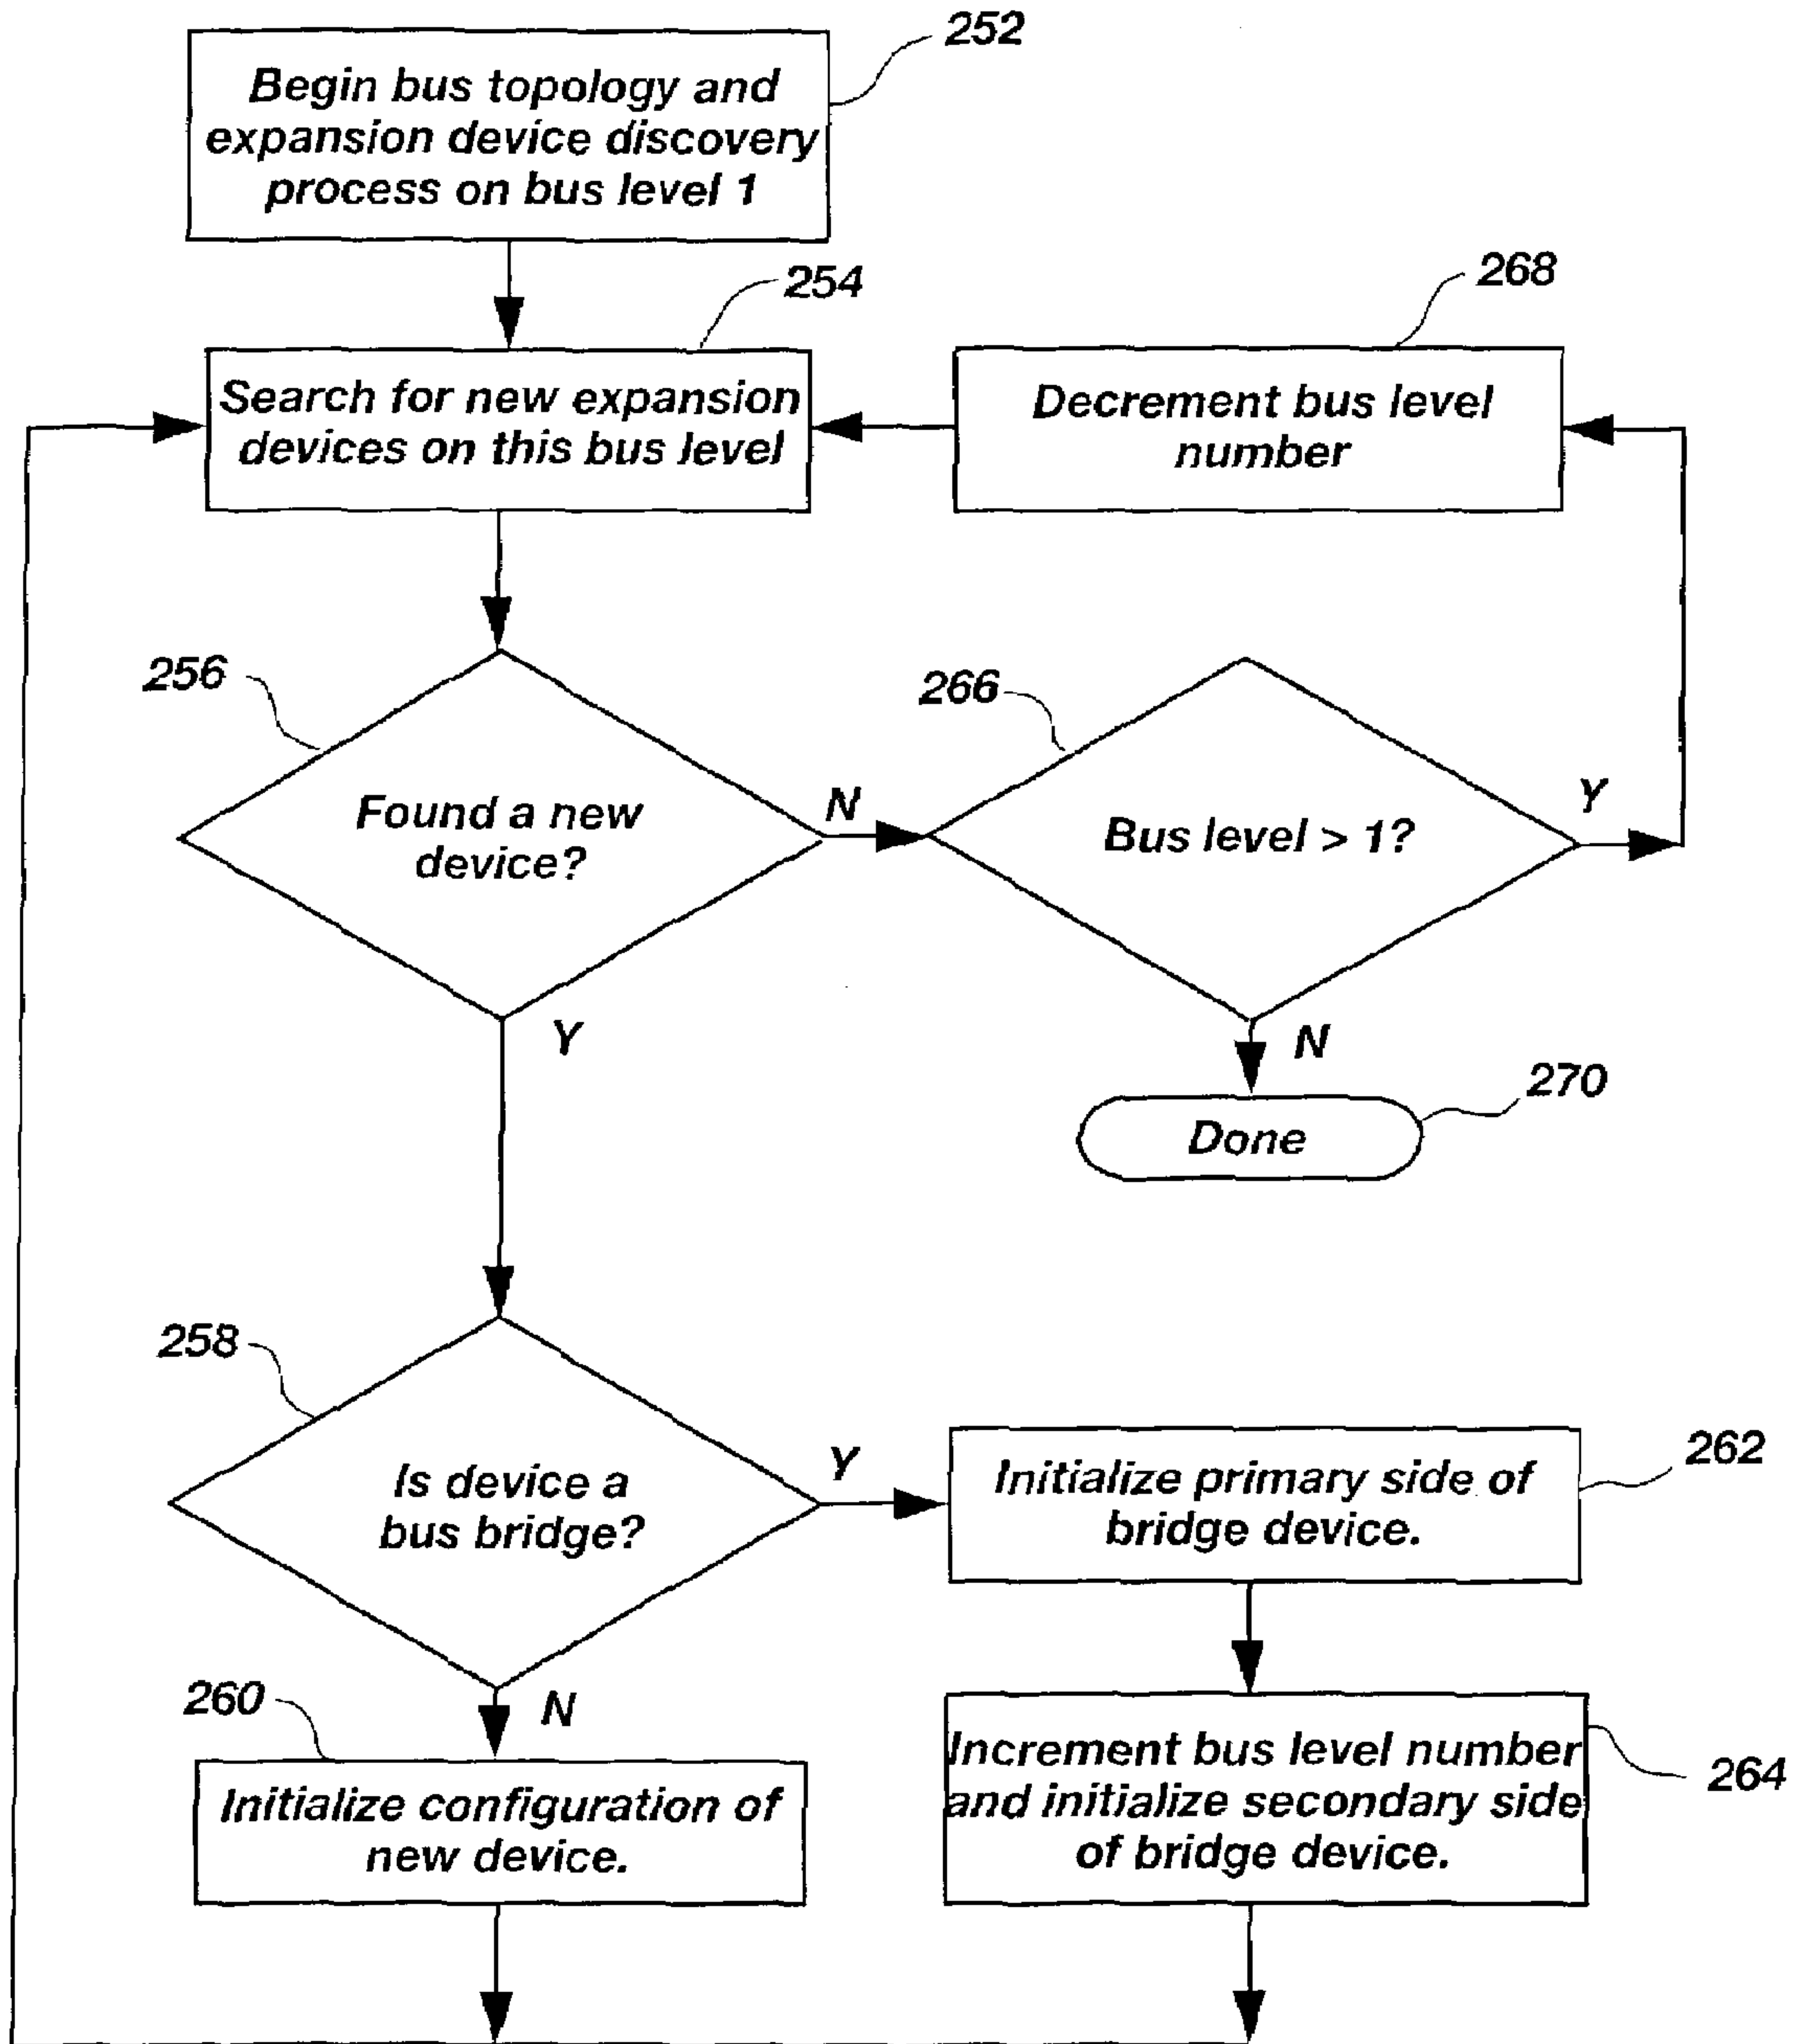 252
Begin bus topology and
expansion device discovery
process on bus level 1
254
268
Search for new expansion
devices on this bus level
Decrement bus level
number
256
266
Found a new
device?
N
Bus level > 1?
Y
Y
N
270
Done
258
Is device a
bus bridge?
Y
262
Initialize primary side of
bridge device.
260
N
Initialize configuration of
new device.
Increment bus level number
and initialize secondary side
of bridge device.
264